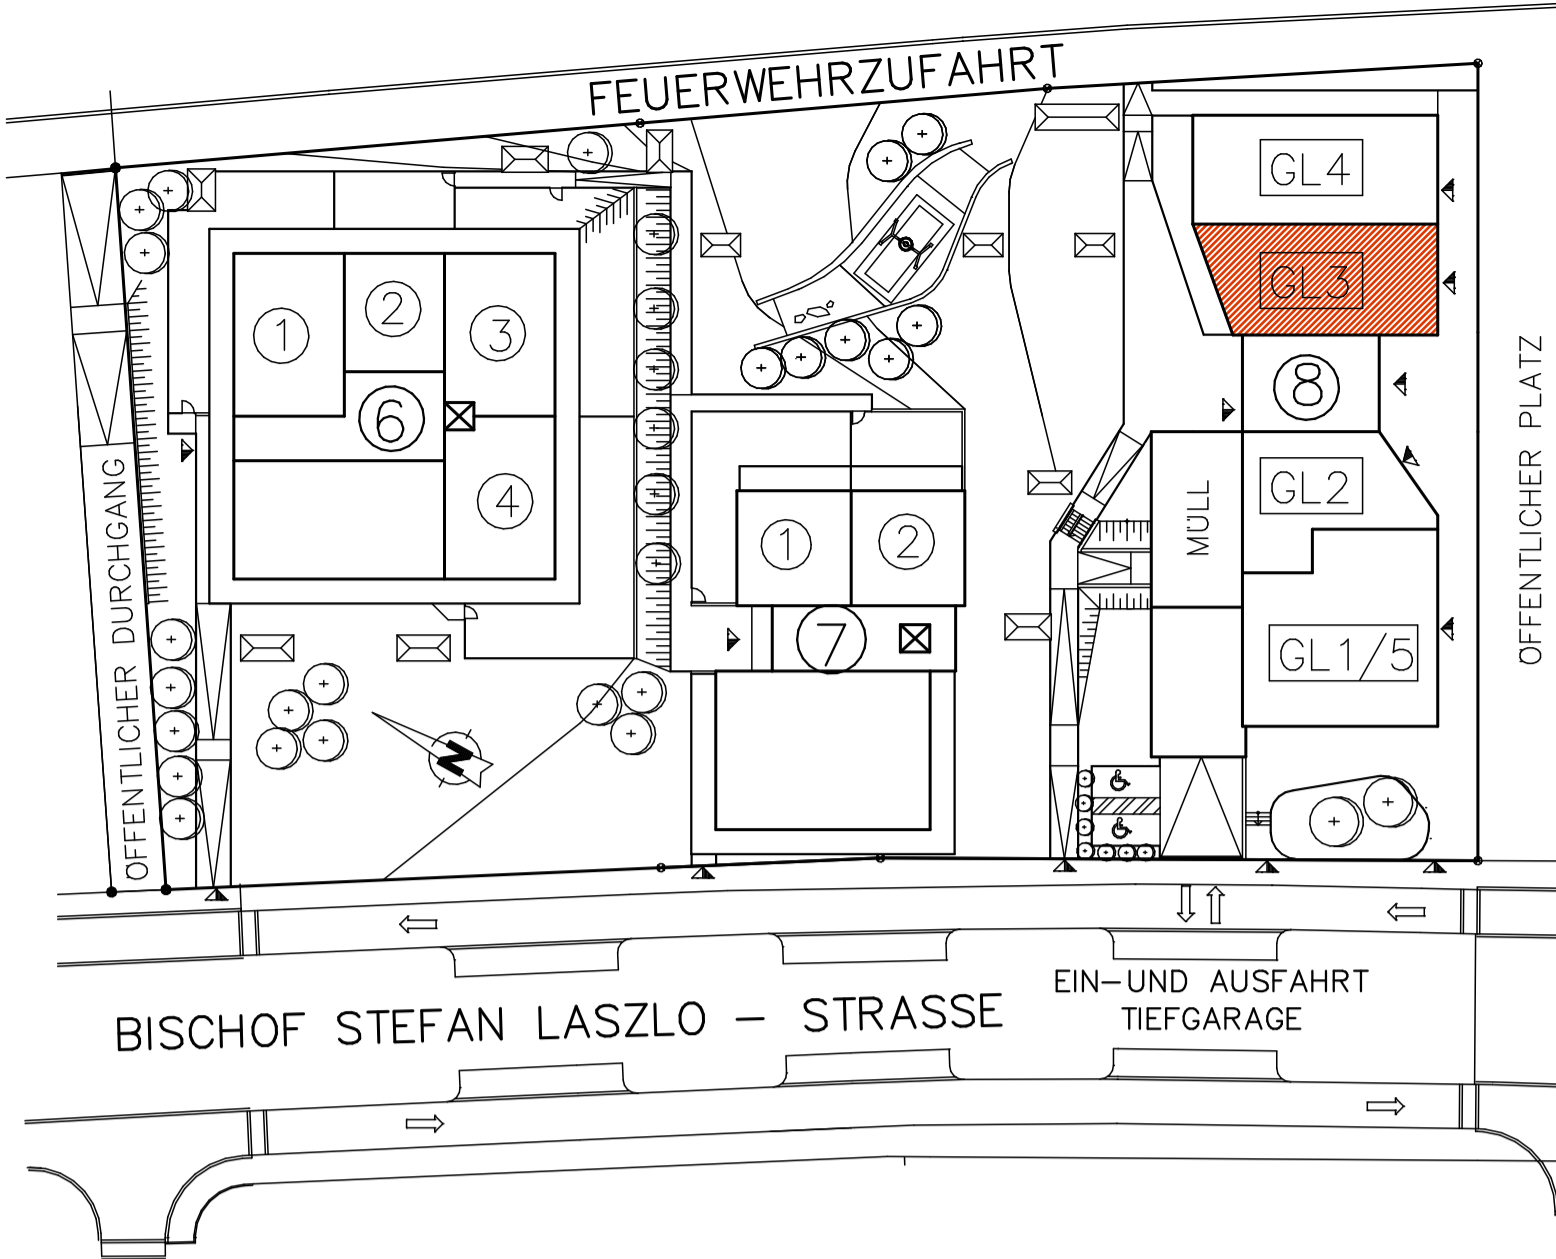 FEUERWEHRZUFAHRT
GL4
GL3
1
2
3
6
4
8
GL2
MÜLL
1
2
7
GL1/5
ÖFFENTLICHER PLATZ
ÖFFENTLICHER DURCHGANG
N
EIN-UND AUSFAHRT
TIEFGARAGE
BISCHOF STEFAN LASZLO - STRASSE